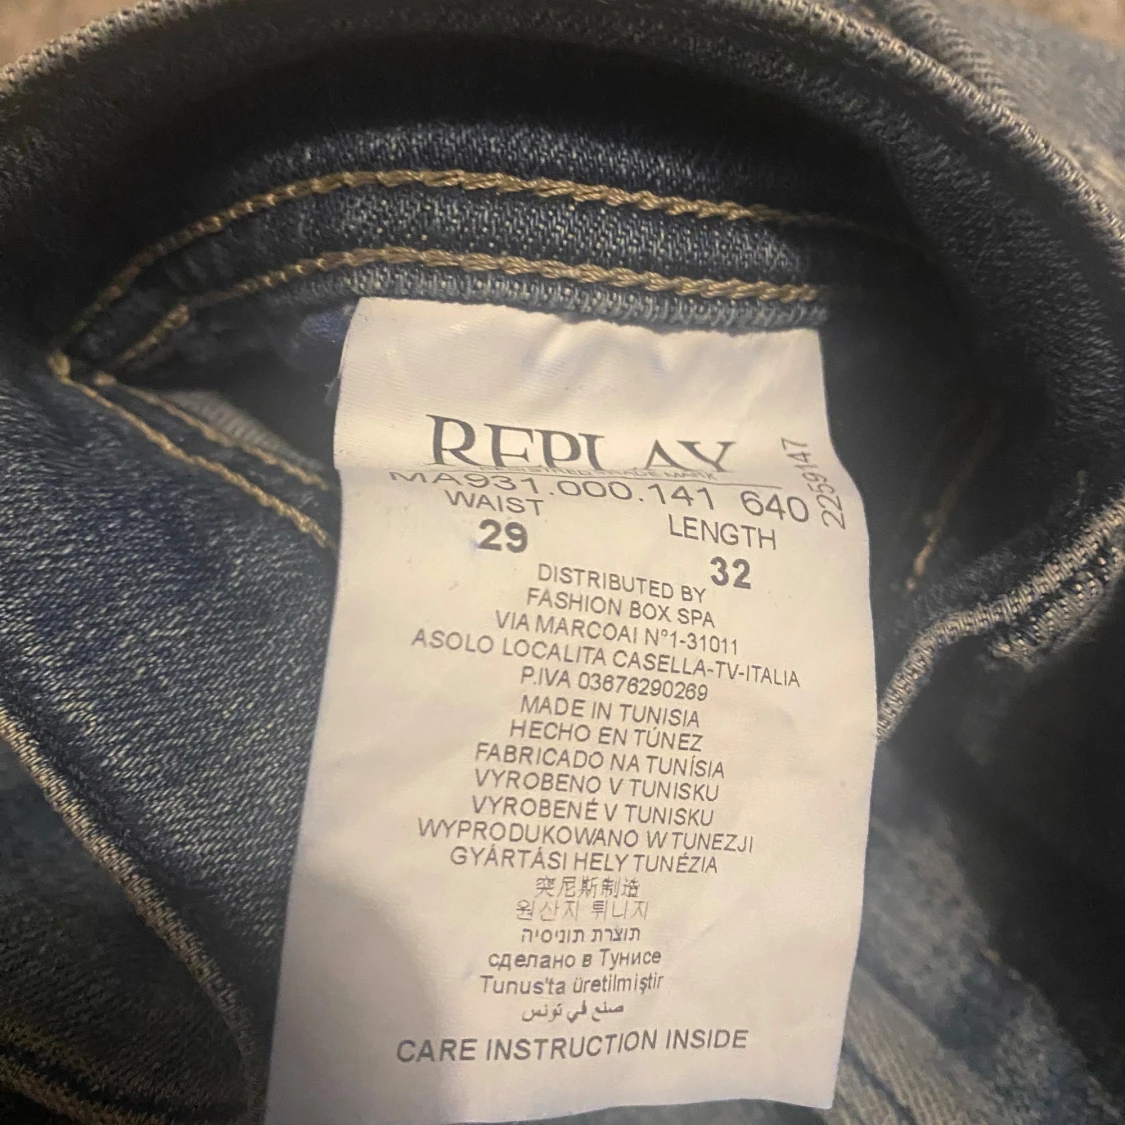 REPLAY
MA931.000.141 640
2259147
WAIST
29
LENGTH
32
DISTRIBUTED BY
FASHION BOX SPA
VIA MARCOAI N°1-31011
ASOLO LOCALITA CASELLA-TV-ITALIA
P.IVA 03676290269
MADE IN TUNISIA
HECHO EN TÚNEZ
FABRICADO NA TUNÍSIA
VYROBENO V TUNISKU
VYROBENÉ V TUNISKU
WYPRODUKOWANO W TUNEZJI
GYÁRTÁSI HELY TUNÉZIA
突尼斯制造
원산지 튀니지
תוצרת תוניסיה
сделано в Тунисе
Tunus'ta üretilmiştir
صنع في تونس
CARE INSTRUCTION INSIDE